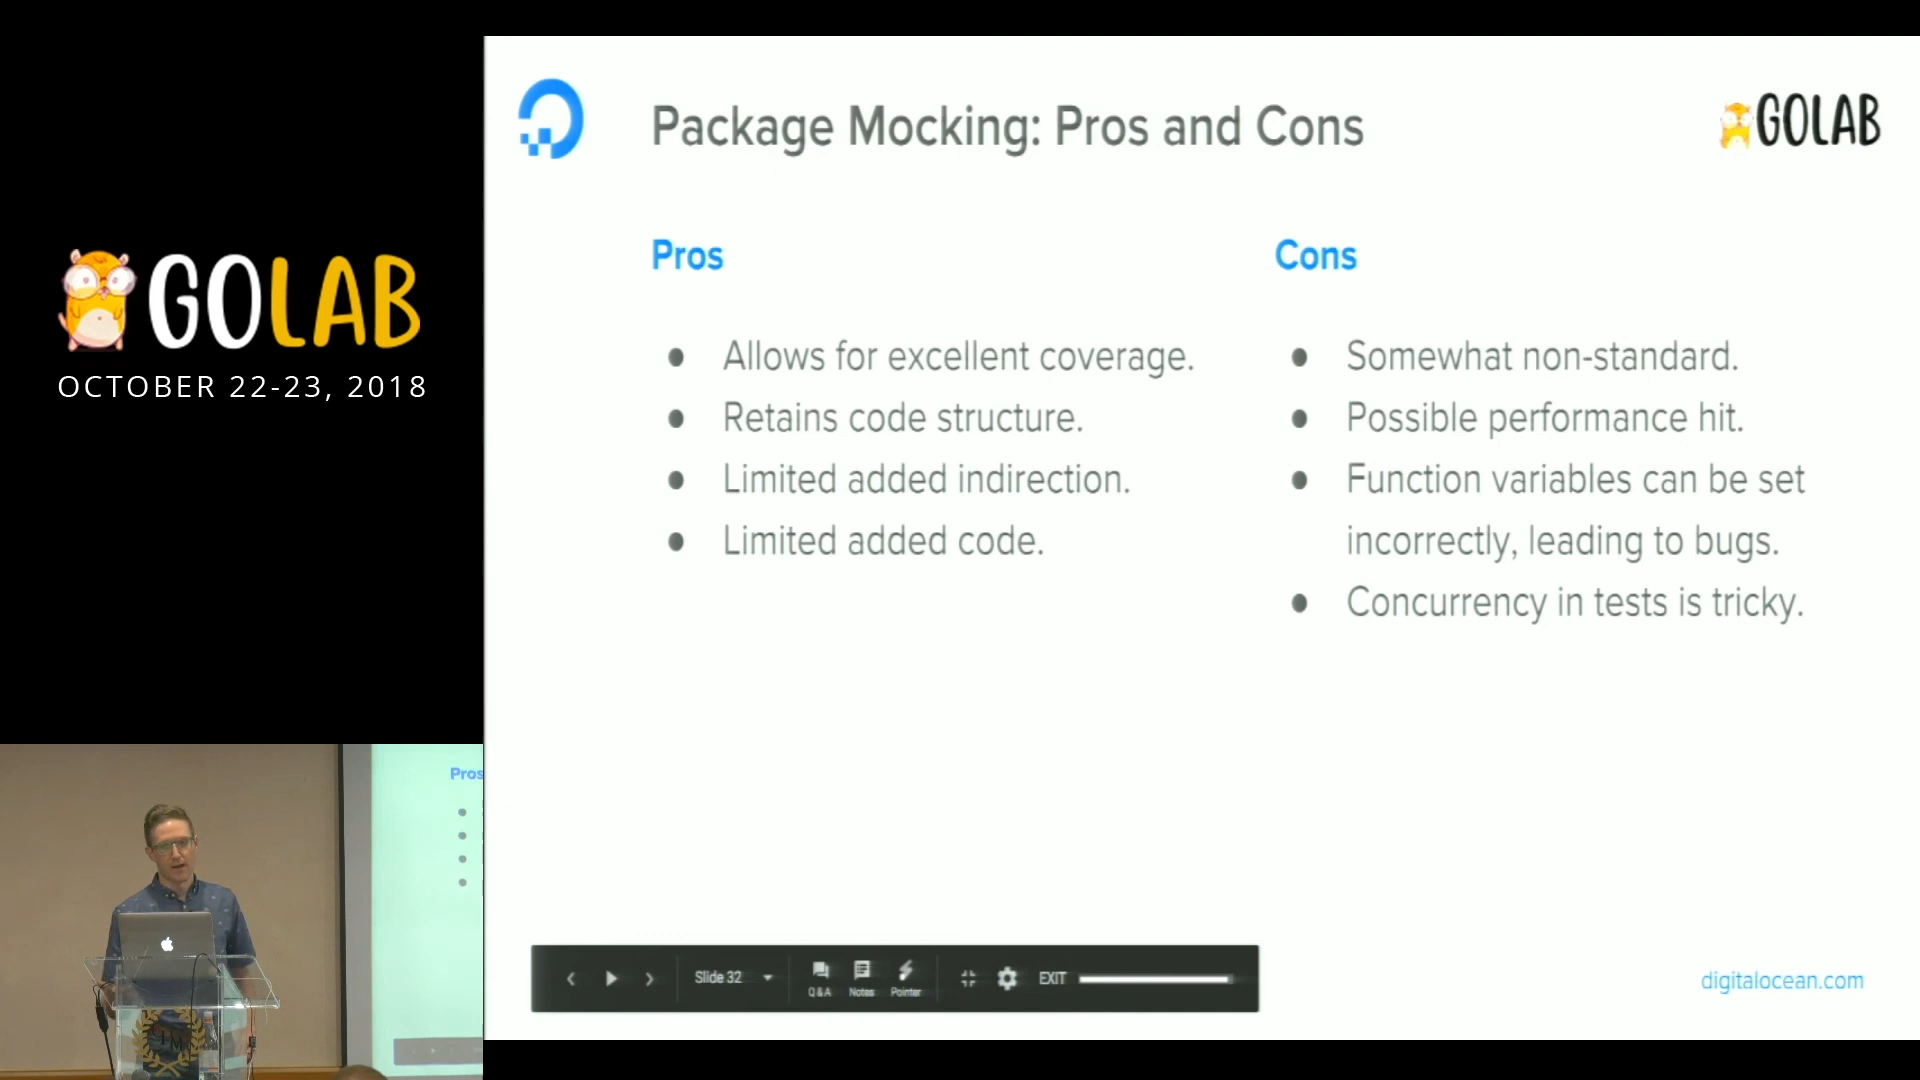 GOLAB
OCTOBER 22-23, 2018
Package Mocking: Pros and Cons
GOLAB
Pros
Allows for excellent coverage.
Retains code structure.
Limited added indirection.
Limited added code.
Cons
Somewhat non-standard.
Possible performance hit.
Function variables can be set
incorrectly, leading to bugs.
Concurrency in tests is tricky.
Slide 32
Q&A
Notes
Pointer
EXIT
digitalocean.com
Pros